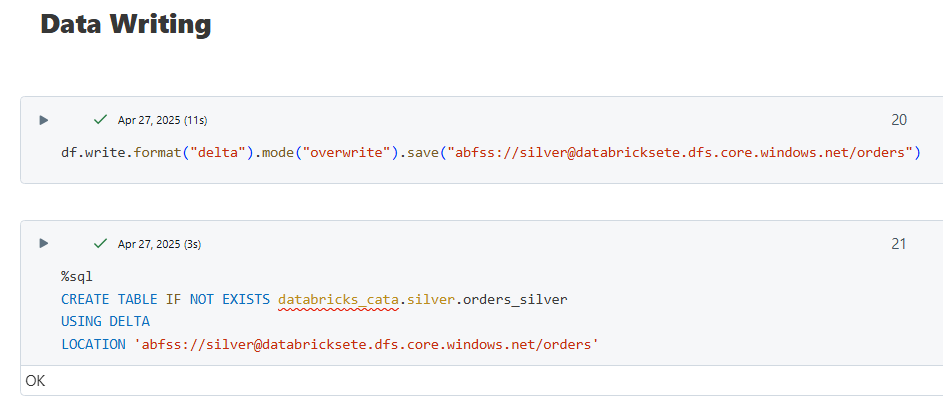 Data Writing
Apr 27, 2025 (11s)
20
df.write.format("delta").mode("overwrite").save("abfss://silver@databricksete.dfs.core.windows.net/orders")
Apr 27, 2025 (3s)
21
%sql
CREATE TABLE IF NOT EXISTS databricks_cata.silver.orders_silver
USING DELTA
LOCATION 'abfss://silver@databricksete.dfs.core.windows.net/orders'
OK